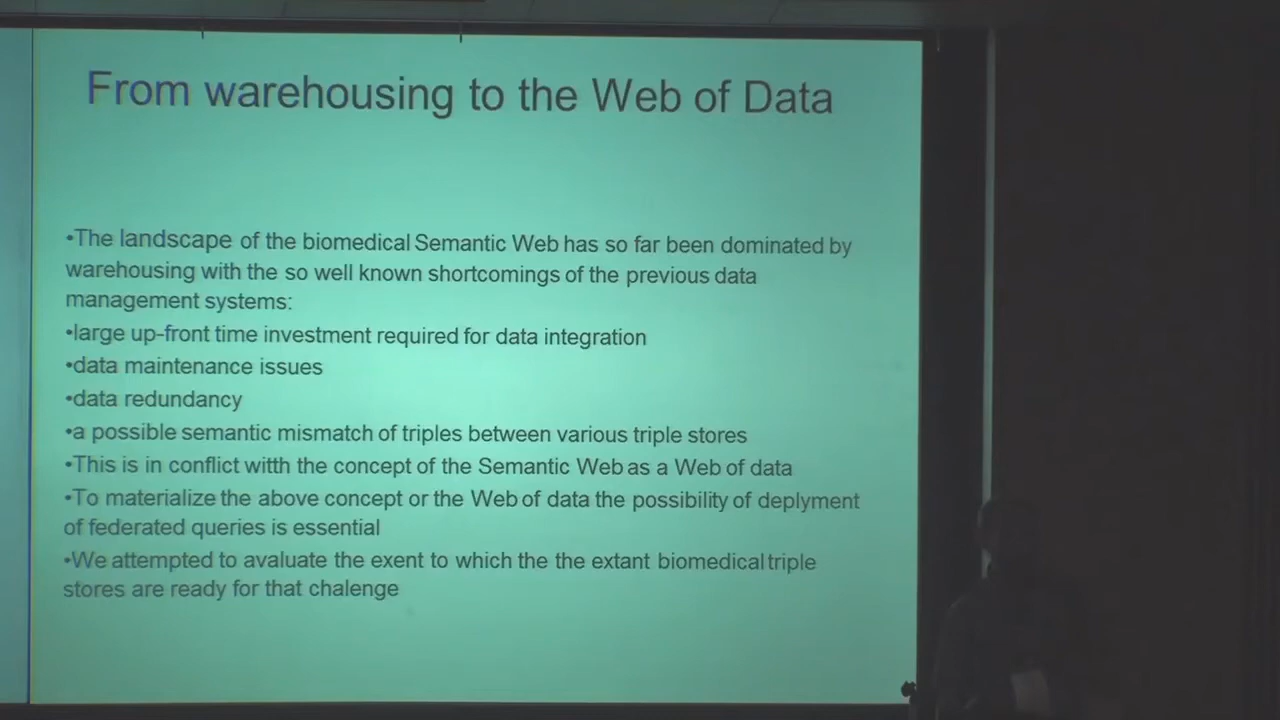 From warehousing to the Web of Data
•The landscape of the biomedical Semantic Web has so far been dominated by
warehousing with the so well known shortcomings of the previous data
management systems:
•large up-front time investment required for data integration
•data maintenance issues
•data redundancy
•a possible semantic mismatch of triples between various triple stores
•This is in conflict witth the concept of the Semantic Web as a Web of data
•To materialize the above concept or the Web of data the possibility of deplyment
of federated queries is essential
•We attempted to evaluate the exent to which the the extant biomedical triple
stores are ready for that chalenge